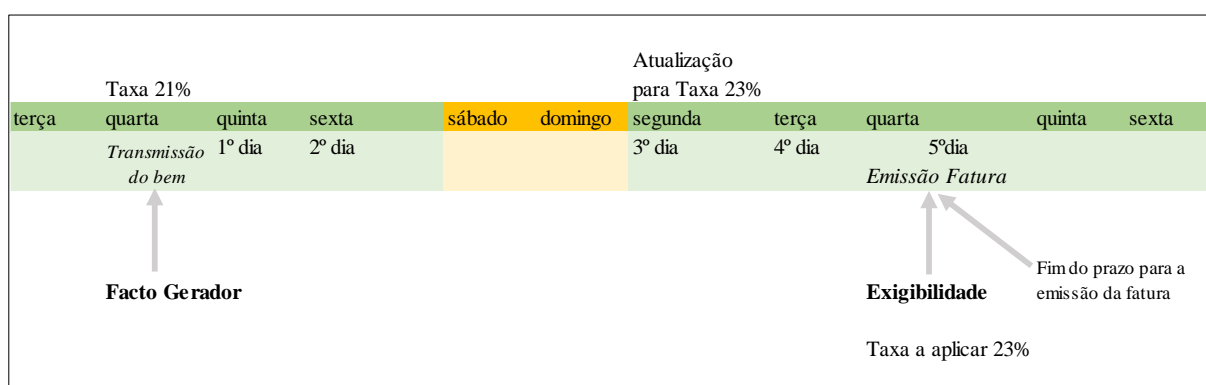 Atualização
Taxa 21% para Taxa 23%
terça quarta quinta sexta sábado domingo segunda terça quarta quinta sexta
Transmissão 1º dia 2º dia 3º dia 4º dia 5ºdia
do bem Emissão Fatura
Fim do prazo para a
Facto Gerador Exigibilidade emissão da fatura
Taxa a aplicar 23%